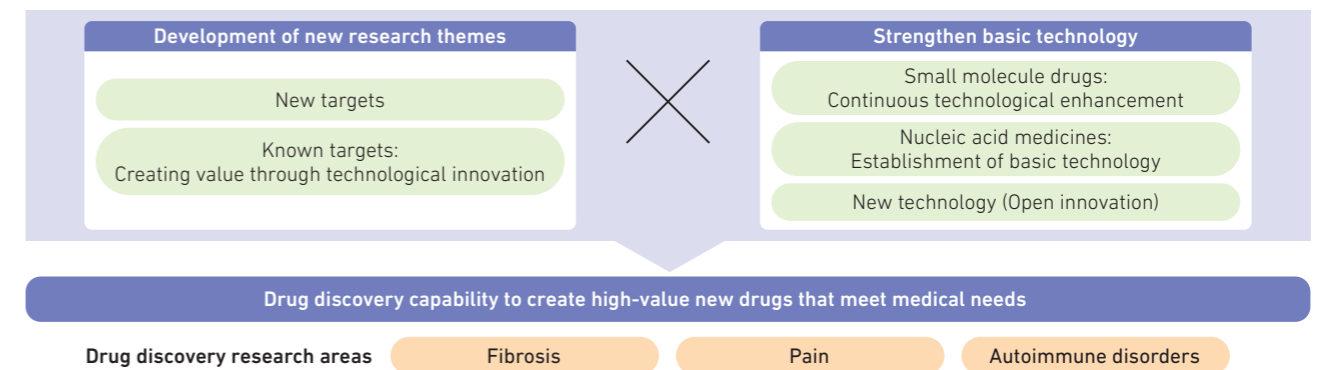 Development of new research themes
New targets
Known targets:
Creating value through technological innovation
Strengthen basic technology
Small molecule drugs:
Continuous technological enhancement
Nucleic acid medicines:
Establishment of basic technology
New technology (Open innovation)
Drug discovery capability to create high-value new drugs that meet medical needs
Drug discovery research areas
Fibrosis
Pain
Autoimmune disorders